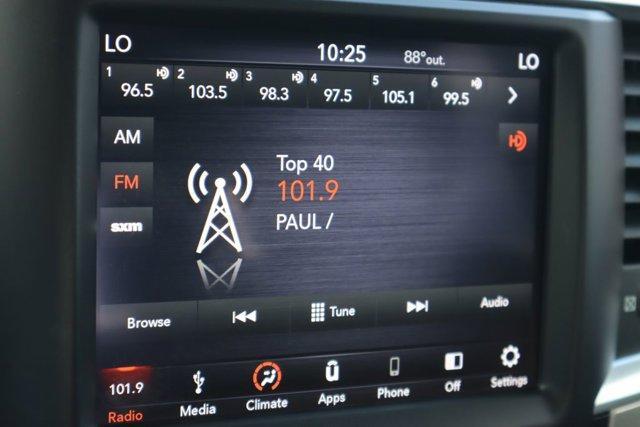 LO 10:25 88°out. LO
1 2 3 4 5 6
96.5 103.5 98.3 97.5 105.1 99.5
AM
FM
sxm
Top 40
101.9
PAUL /
Browse Tune Audio
101.9
Radio Media Climate Apps Phone Off Settings